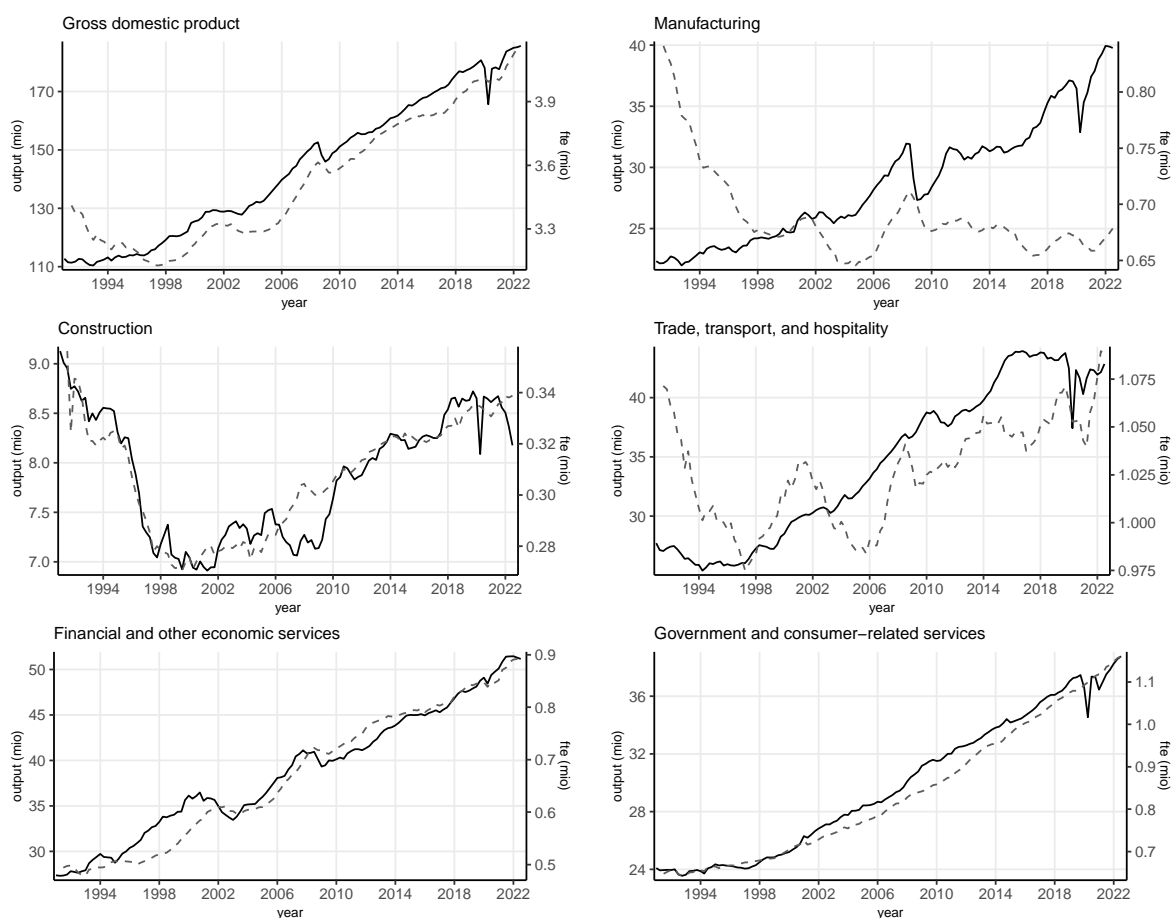 Gross domestic product
output (mio)
170
150
130
110
3.9
3.6
3.3
fte (mio)
1994 1998 2002 2006 2010 2014 2018 2022
year
Manufacturing
output (mio)
40
35
30
25
0.80
0.75
0.70
0.65
fte (mio)
1994 1998 2002 2006 2010 2014 2018 2022
year
Construction
output (mio)
9.0
8.5
8.0
7.5
7.0
0.34
0.32
0.30
0.28
fte (mio)
1994 1998 2002 2006 2010 2014 2018 2022
year
Trade, transport, and hospitality
output (mio)
40
35
30
1.075
1.050
1.025
1.000
0.975
fte (mio)
1994 1998 2002 2006 2010 2014 2018 2022
year
Financial and other economic services
output (mio)
50
45
40
35
30
0.9
0.8
0.7
0.6
0.5
fte (mio)
1994 1998 2002 2006 2010 2014 2018 2022
year
Government and consumer−related services
output (mio)
36
32
28
24
1.1
1.0
0.9
0.8
0.7
fte (mio)
1994 1998 2002 2006 2010 2014 2018 2022
year